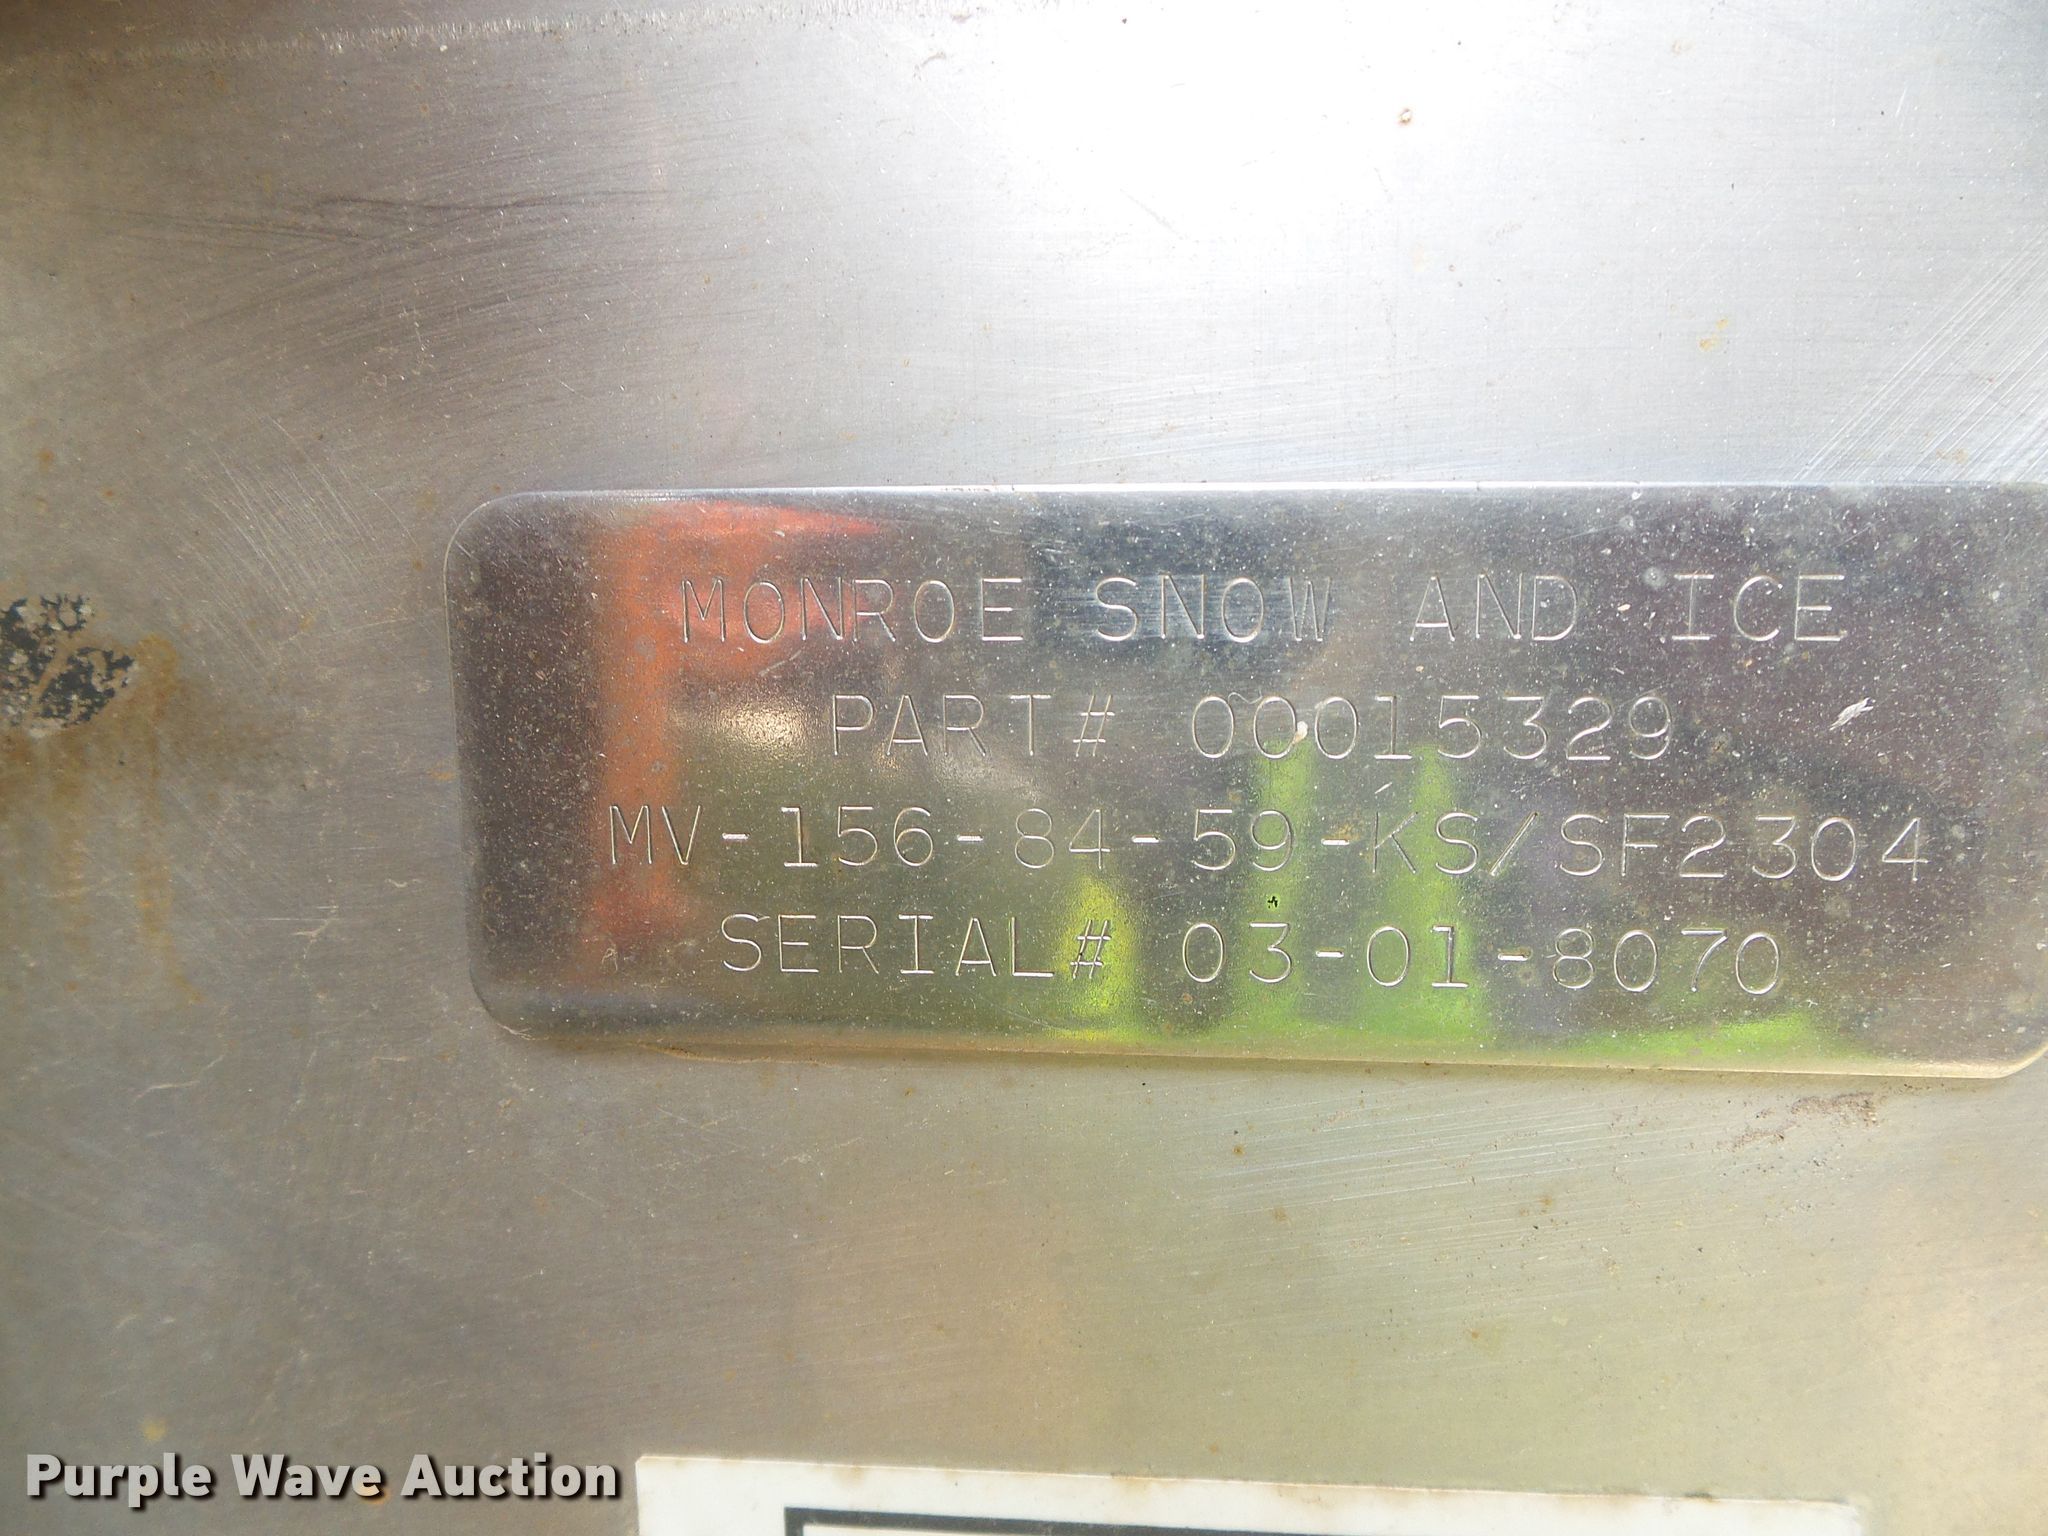 MONROE SNOW AND ICE
PART# 00015329
MV-156-84-59-KS/SF2304
SERIAL# 03-01-8070
Purple Wave Auction